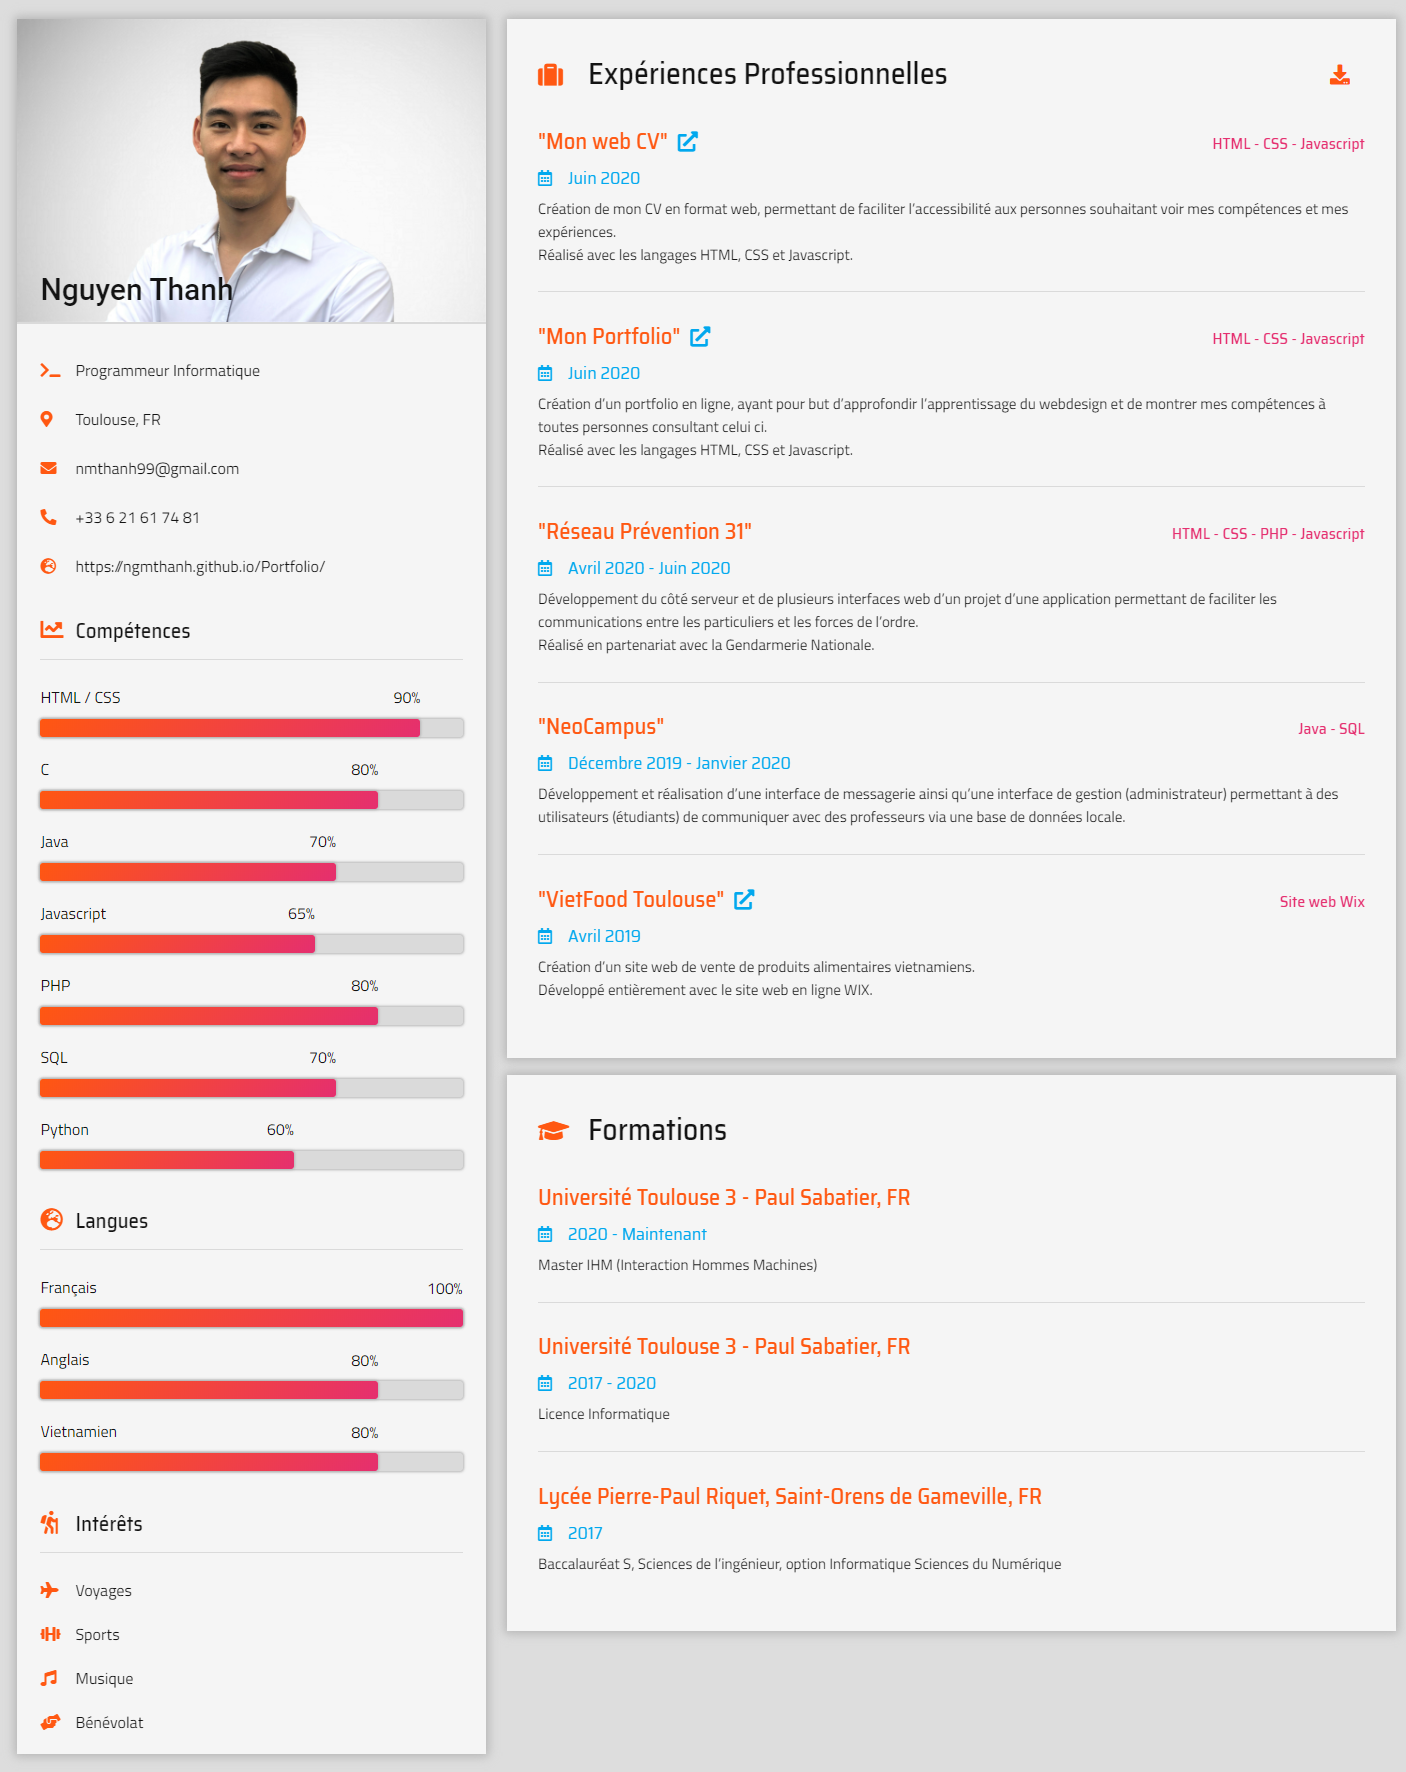 Nguyen Thanh
Programmeur Informatique
Toulouse, FR
nmthanh99@gmail.com
+33 6 21 61 74 81
https://ngmthanh.github.io/Portfolio/
Compétences
HTML / CSS 90%
C 80%
Java 70%
Javascript 65%
PHP 80%
SQL 70%
Python 60%
Langues
Français 100%
Anglais 80%
Vietnamien 80%
Intérêts
Voyages
Sports
Musique
Bénévolat
Expériences Professionnelles
"Mon web CV" HTML - CSS - Javascript
Juin 2020
Création de mon CV en format web, permettant de faciliter l’accessibilité aux personnes souhaitant voir mes compétences et mes
expériences.
Réalisé avec les langages HTML, CSS et Javascript.
"Mon Portfolio" HTML - CSS - Javascript
Juin 2020
Création d’un portfolio en ligne, ayant pour but d’approfondir l’apprentissage du webdesign et de montrer mes compétences à
toutes personnes consultant celui ci.
Réalisé avec les langages HTML, CSS et Javascript.
"Réseau Prévention 31" HTML - CSS - PHP - Javascript
Avril 2020 - Juin 2020
Développement du côté serveur et de plusieurs interfaces web d’un projet d’une application permettant de faciliter les
communications entre les particuliers et les forces de l’ordre.
Réalisé en partenariat avec la Gendarmerie Nationale.
"NeoCampus" Java - SQL
Décembre 2019 - Janvier 2020
Développement et réalisation d’une interface de messagerie ainsi qu’une interface de gestion (administrateur) permettant à des
utilisateurs (étudiants) de communiquer avec des professeurs via une base de données locale.
"VietFood Toulouse" Site web Wix
Avril 2019
Création d’un site web de vente de produits alimentaires vietnamiens.
Développé entièrement avec le site web en ligne WIX.
Formations
Université Toulouse 3 - Paul Sabatier, FR
2020 - Maintenant
Master IHM (Interaction Hommes Machines)
Université Toulouse 3 - Paul Sabatier, FR
2017 - 2020
Licence Informatique
Lycée Pierre-Paul Riquet, Saint-Orens de Gameville, FR
2017
Baccalauréat S, Sciences de l’ingénieur, option Informatique Sciences du Numérique